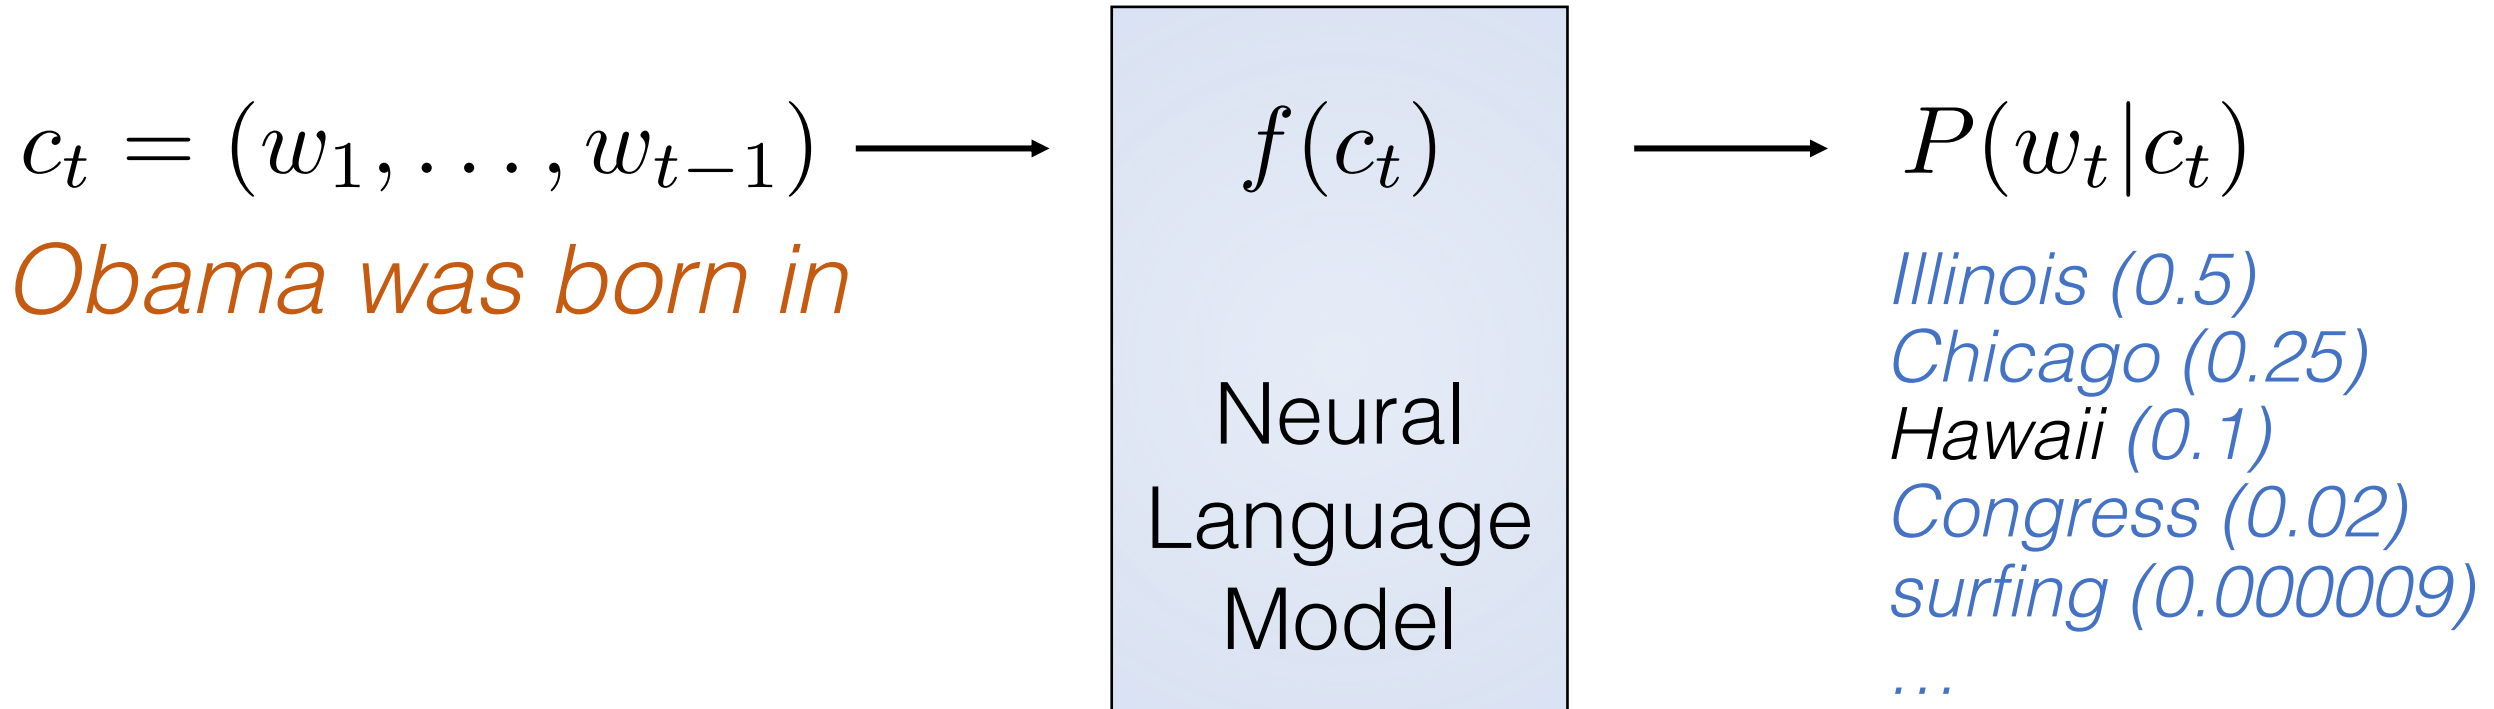 c_t = (w_1, . . . , w_{t−1})
f(c_t)
P(w_t|c_t)
Obama was born in
Neural
Language
Model
Illinois (0.5)
Chicago (0.25)
Hawaii (0.1)
Congress (0.02)
surfing (0.000009)
...